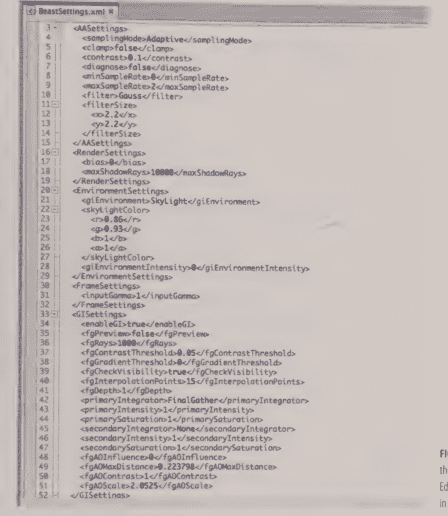 BeastSettings.xml
3 <AASettings>
4 <samplingMode>Adaptive</samplingMode>
5 <clamp>false</clamp>
6 <contrast>0.1</contrast>
7 <diagnose>false</diagnose>
8 <minSampleRate>0</minSampleRate>
9 <maxSampleRate>2</maxSampleRate>
10 <filter>Gauss</filter>
11 <filterSize>
12 <x>2.2</x>
13 <y>2.2</y>
14 </filterSize>
15 </AASettings>
16 <RenderSettings>
17 <bias>0</bias>
18 <maxShadowRays>10000</maxShadowRays>
19 </RenderSettings>
20 <EnvironmentSettings>
21 <giEnvironment>SkyLight</giEnvironment>
22 <skyLightColor>
23 <r>0.86</r>
24 <g>0.93</g>
25 <b>1</b>
26 <a>1</a>
27 </skyLightColor>
28 <giEnvironmentIntensity>0</giEnvironmentIntensity>
29 </EnvironmentSettings>
30 <FrameSettings>
31 <inputGamma>1</inputGamma>
32 </FrameSettings>
33 <GISettings>
34 <enableGI>true</enableGI>
35 <fgPreview>false</fgPreview>
36 <fgRays>1000</fgRays>
37 <fgContrastThreshold>0.05</fgContrastThreshold>
38 <fgGradientThreshold>0</fgGradientThreshold>
39 <fgCheckVisibility>true</fgCheckVisibility>
40 <fgInterpolationPoints>15</fgInterpolationPoints>
41 <fgDepth>1</fgDepth>
42 <primaryIntegrator>FinalGather</primaryIntegrator>
43 <primaryIntensity>1</primaryIntensity>
44 <primarySaturation>1</primarySaturation>
45 <secondaryIntegrator>None</secondaryIntegrator>
46 <secondaryIntensity>1</secondaryIntensity>
47 <secondarySaturation>1</secondarySaturation>
48 <fgAOInfluence>0</fgAOInfluence>
49 <fgAOMaxDistance>0.223798</fgAOMaxDistance>
50 <fgAOContrast>1</fgAOContrast>
51 <fgAOScale>2.0525</fgAOScale>
52 </GISettings>